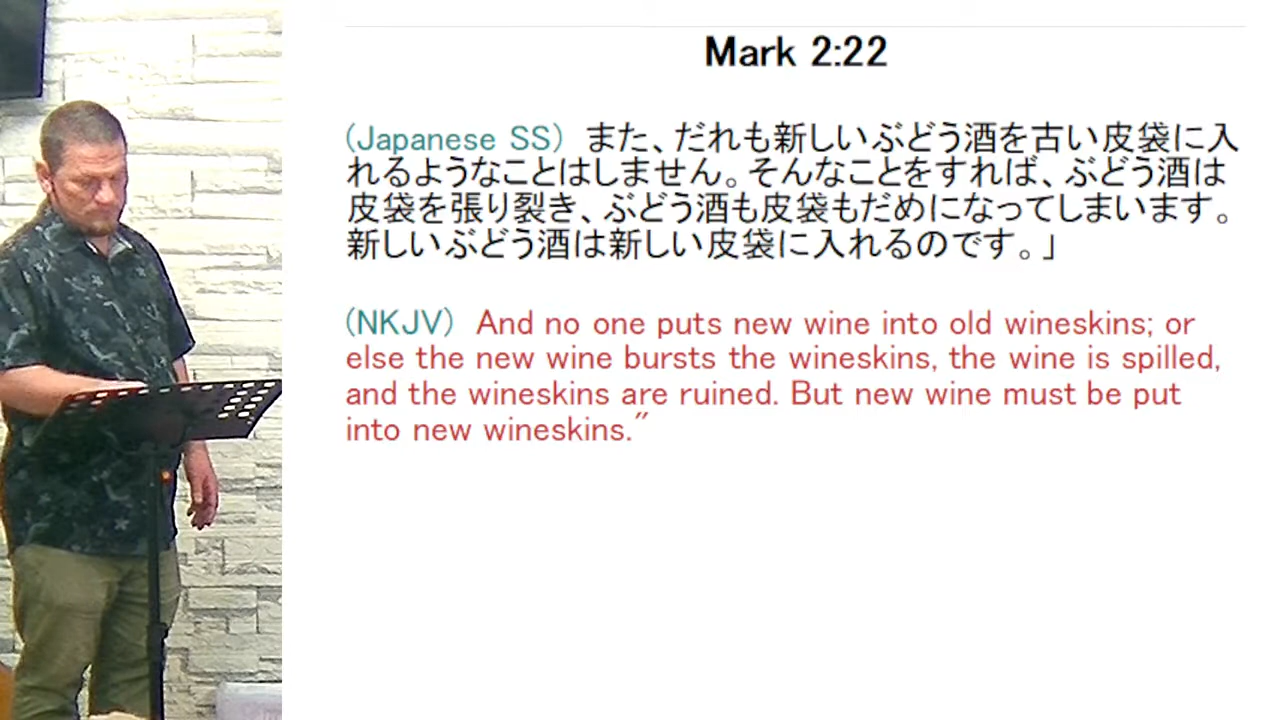 Mark 2:22
(Japanese SS) また、だれも新しいぶどう酒を古い皮袋に入
れるようなことはしません。そんなことをすれば、ぶどう酒は
皮袋を張り裂き、ぶどう酒も皮袋もだめになってしまいます。
新しいぶどう酒は新しい皮袋に入れるのです。」
(NKJV) And no one puts new wine into old wineskins; or
else the new wine bursts the wineskins, the wine is spilled,
and the wineskins are ruined. But new wine must be put
into new wineskins."